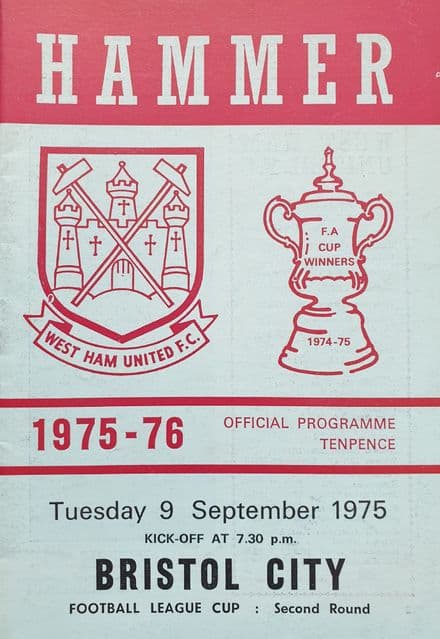 HAMMER
WEST HAM UNITED F.C.
F.A
CUP
WINNERS
1974-75
1975-76
OFFICIAL PROGRAMME
TENPENCE
Tuesday 9 September 1975
KICK-OFF AT 7.30 p.m.
BRISTOL CITY
FOOTBALL LEAGUE CUP : Second Round